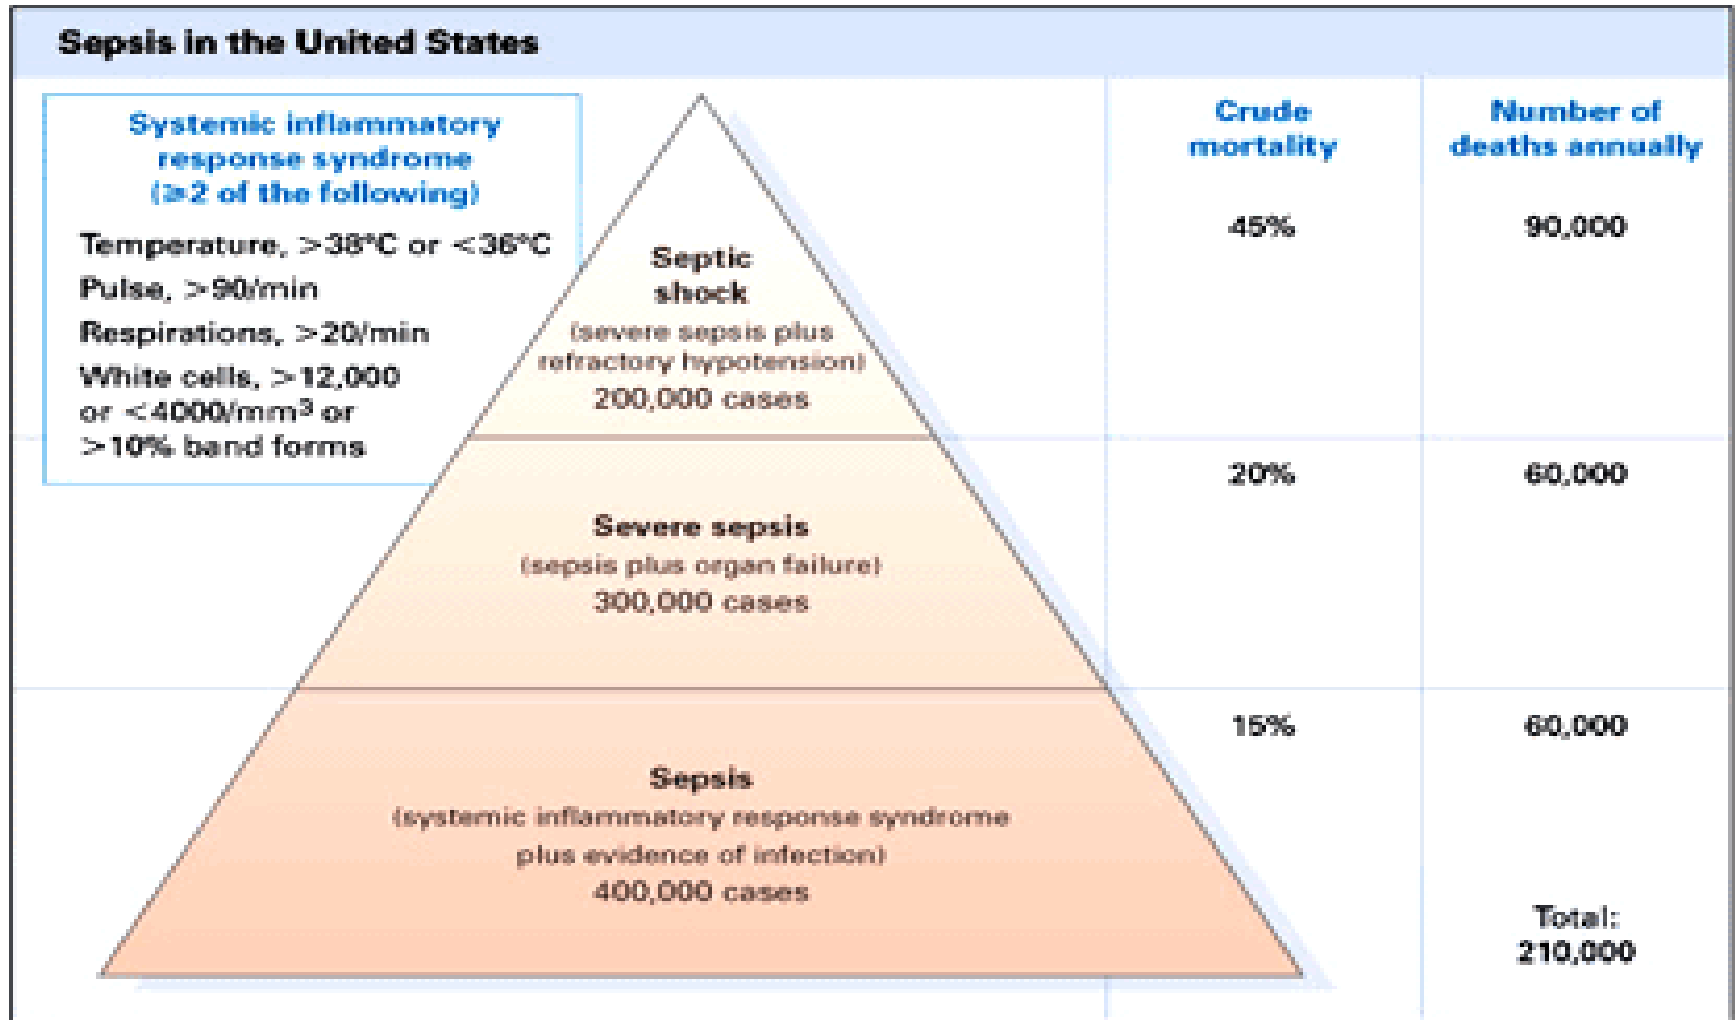 Sepsis in the United States
Systemic inflammatory
response syndrome
(≥2 of the following)
Temperature, >38°C or <36°C
Pulse, >90/min
Respirations, >20/min
White cells, >12,000
or <4000/mm³ or
>10% band forms
Septic
shock
(severe sepsis plus
refractory hypotension)
200,000 cases
Severe sepsis
(sepsis plus organ failure)
300,000 cases
Sepsis
(systemic inflammatory response syndrome
plus evidence of infection)
400,000 cases
Crude
mortality
45%
20%
15%
Number of
deaths annually
90,000
60,000
60,000
Total:
210,000